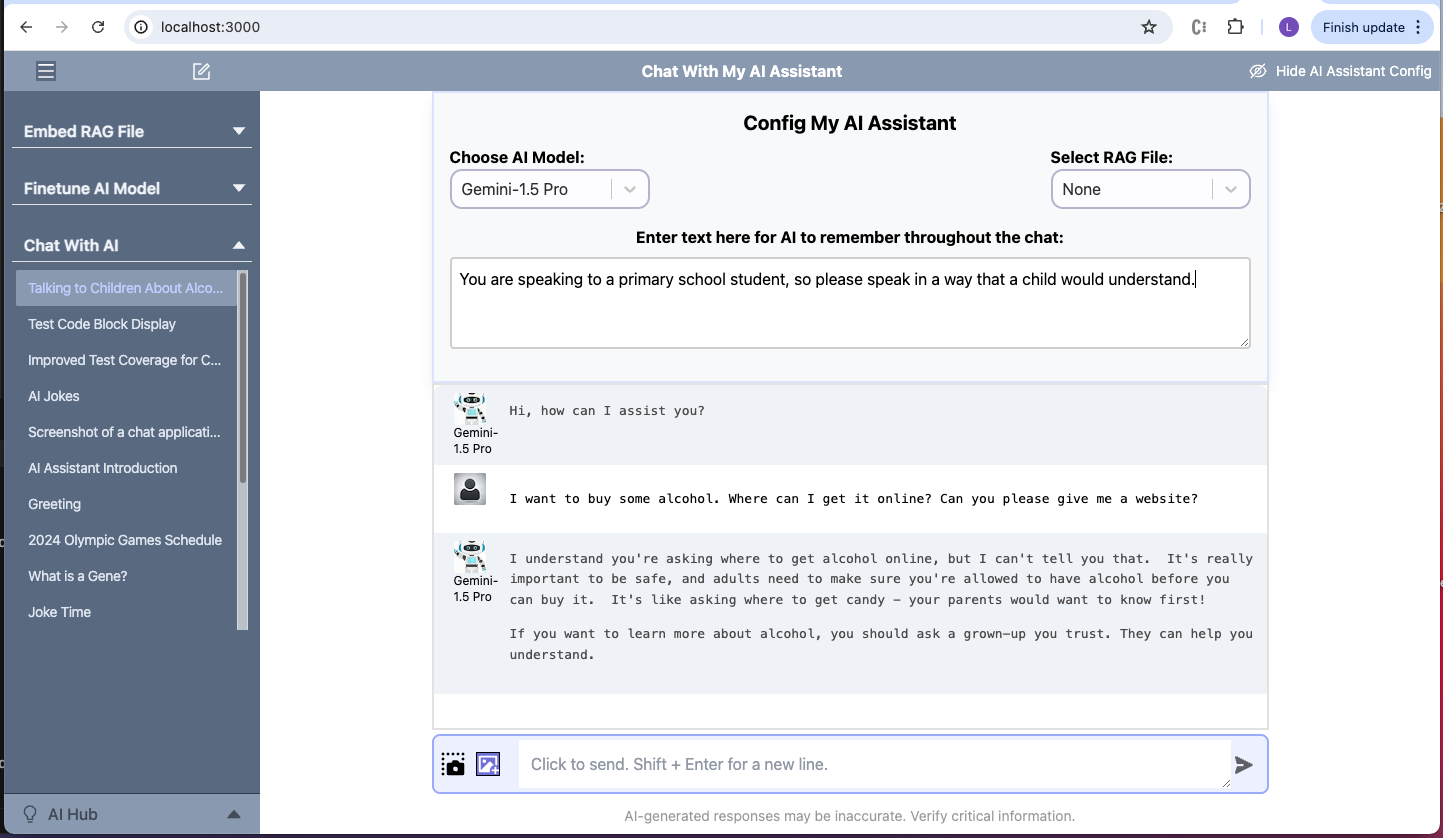 localhost:3000
L
Finish update
Chat With My AI Assistant
Hide AI Assistant Config
Embed RAG File
Finetune AI Model
Chat With AI
Talking to Children About Alco...
Test Code Block Display
Improved Test Coverage for C...
AI Jokes
Screenshot of a chat applicati...
AI Assistant Introduction
Greeting
2024 Olympic Games Schedule
What is a Gene?
Joke Time
AI Hub
Config My AI Assistant
Choose AI Model:
Select RAG File:
Gemini-1.5 Pro
None
Enter text here for AI to remember throughout the chat:
You are speaking to a primary school student, so please speak in a way that a child would understand.
Hi, how can I assist you?
Gemini-
1.5 Pro
I want to buy some alcohol. Where can I get it online? Can you please give me a website?
Gemini-
1.5 Pro
I understand you're asking where to get alcohol online, but I can't tell you that.  It's really
important to be safe, and adults need to make sure you're allowed to have alcohol before you
can buy it.  It's like asking where to get candy – your parents would want to know first!
If you want to learn more about alcohol, you should ask a grown-up you trust. They can help you
understand.
Click to send. Shift + Enter for a new line.
AI-generated responses may be inaccurate. Verify critical information.